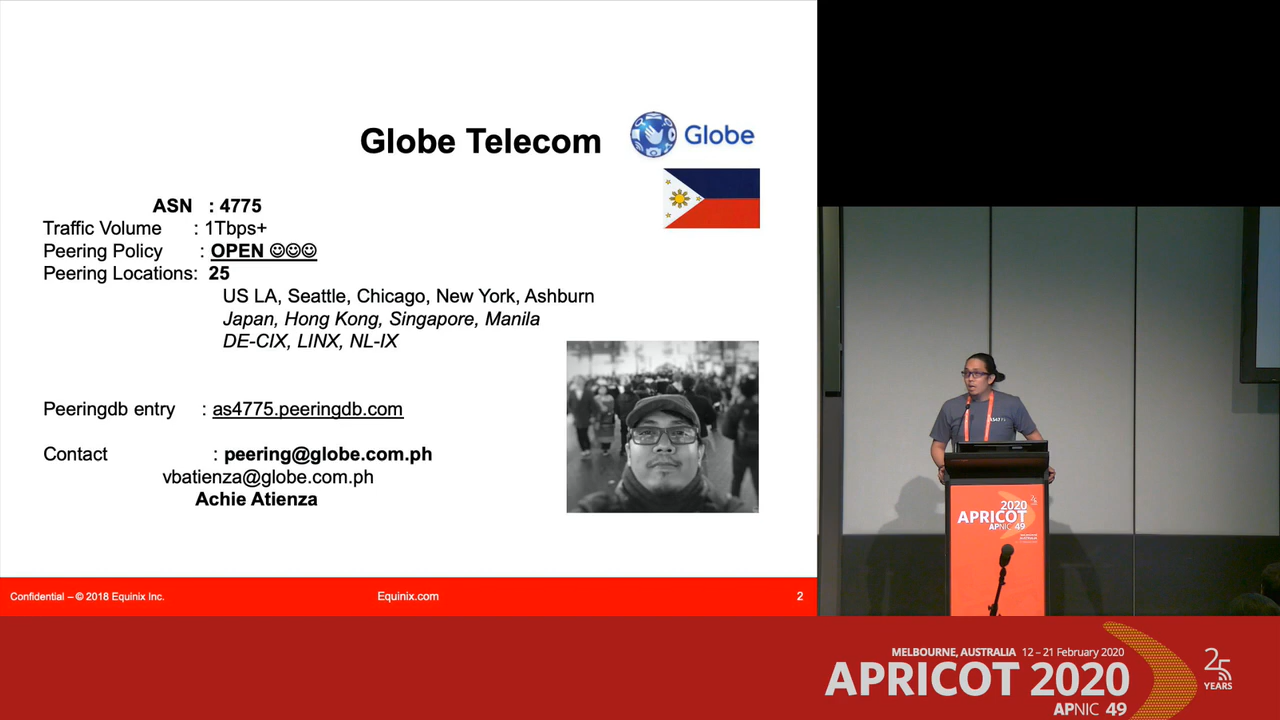 Globe Telecom
Globe
ASN : 4775
Traffic Volume : 1Tbps+
Peering Policy : OPEN ☺☺☺
Peering Locations: 25
US LA, Seattle, Chicago, New York, Ashburn
Japan, Hong Kong, Singapore, Manila
DE-CIX, LINX, NL-IX
Peeringdb entry : as4775.peeringdb.com
Contact : peering@globe.com.ph
vbatienza@globe.com.ph
Achie Atienza
Confidential – © 2018 Equinix Inc.
Equinix.com
2
2020
APRICOT
APNIC 49
MELBOURNE, AUSTRALIA 12 – 21 February 2020
APRICOT 2020
APNIC 49
25
YEARS